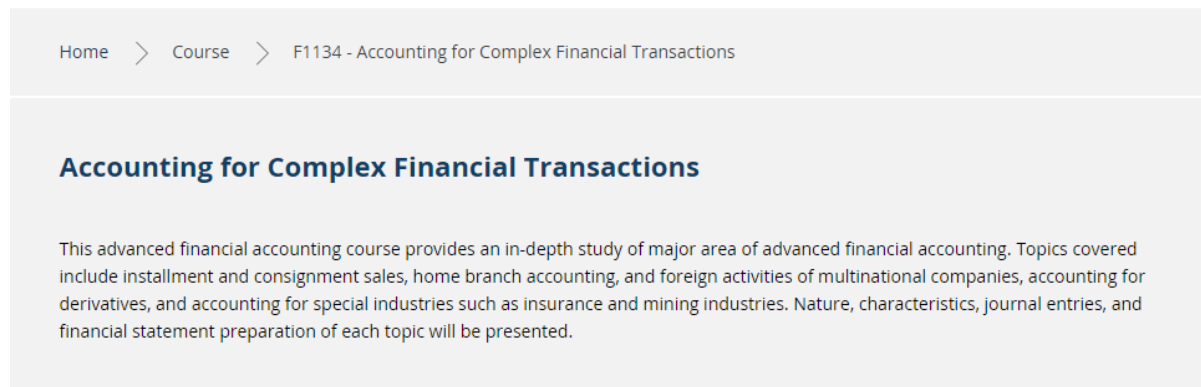 Home > Course > F1134 - Accounting for Complex Financial Transactions
Accounting for Complex Financial Transactions
This advanced financial accounting course provides an in-depth study of major area of advanced financial accounting. Topics covered
include installment and consignment sales, home branch accounting, and foreign activities of multinational companies, accounting for
derivatives, and accounting for special industries such as insurance and mining industries. Nature, characteristics, journal entries, and
financial statement preparation of each topic will be presented.